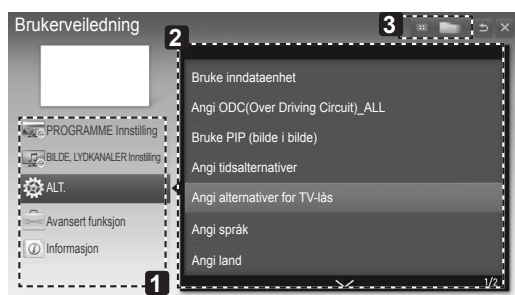 Brukerveiledning
3
2
PROGRAMME Innstilling
BILDE, LYDKANALER Innstilling
ALT.
Avansert funksjon
Informasjon
1
Bruke inndataenhet
Angi ODC(Over Driving Circuit)_ALL
Bruke PIP (bilde i bilde)
Angi tidsalternativer
Angi alternativer for TV-lås
Angi språk
Angi land
1/2